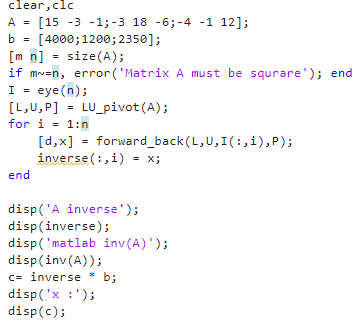 clear,clc
A = [15 -3 -1;-3 18 -6;-4 -1 12];
b = [4000;1200;2350];
[m n] = size(A);
if m~=n, error('Matrix A must be squrare'); end
I = eye(n);
[L,U,P] = LU_pivot(A);
for i = 1:n
    [d,x] = forward_back(L,U,I(:,i),P);
    inverse(:,i) = x;
end

disp('A inverse');
disp(inverse);
disp('matlab inv(A)');
disp(inv(A));
c= inverse * b;
disp('x :');
disp(c);